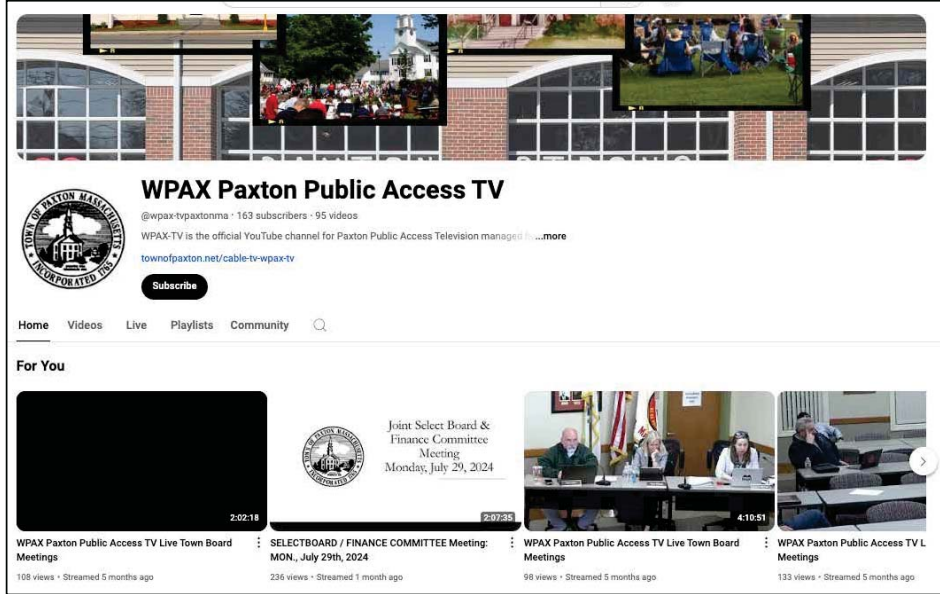 PAXTON STRONG
WPAX Paxton Public Access TV
@wpax-tvpaxtonma · 163 subscribers · 95 videos
WPAX-TV is the official YouTube channel for Paxton Public Access Television managed ...more
townofpaxton.net/cable-tv-wpax-tv
TOWN OF PAXTON MASSACHUSETTS
INCORPORATED 1765
Subscribe
Home Videos Live Playlists Community
For You
2:02:18
Joint Select Board &
Finance Committee
Meeting
Monday, July 29, 2024
2:07:35
4:10:51
WPAX Paxton Public Access TV Live Town Board
Meetings
108 views • Streamed 5 months ago
SELECTBOARD / FINANCE COMMITTEE Meeting:
MON., July 29th, 2024
236 views • Streamed 1 month ago
WPAX Paxton Public Access TV Live Town Board
Meetings
98 views • Streamed 5 months ago
WPAX Paxton Public Access TV L
Meetings
133 views • Streamed 5 months ago